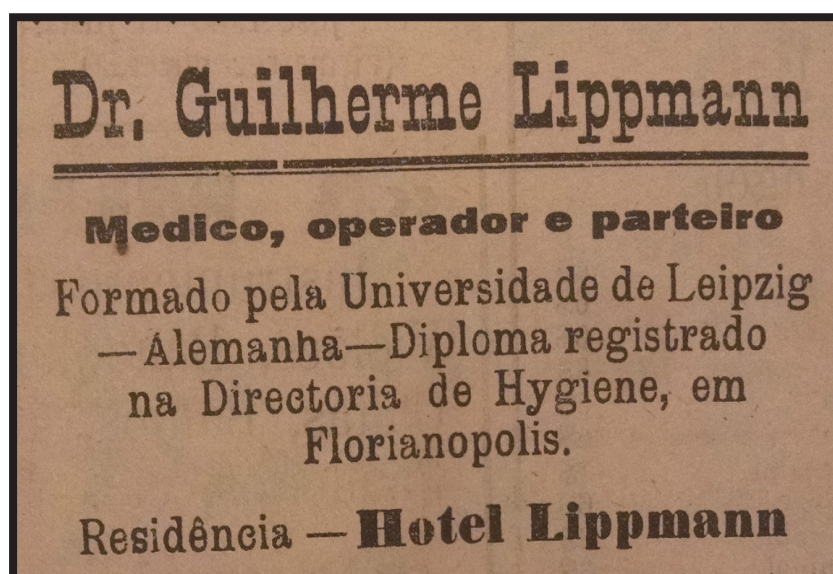 Dr. Guilherme Lippmann
Medico, operador e parteiro
Formado pela Universidade de Leipzig
—Alemanha—Diploma registrado
na Directoria de Hygiene, em
Florianopolis.
Residência — Hotel Lippmann